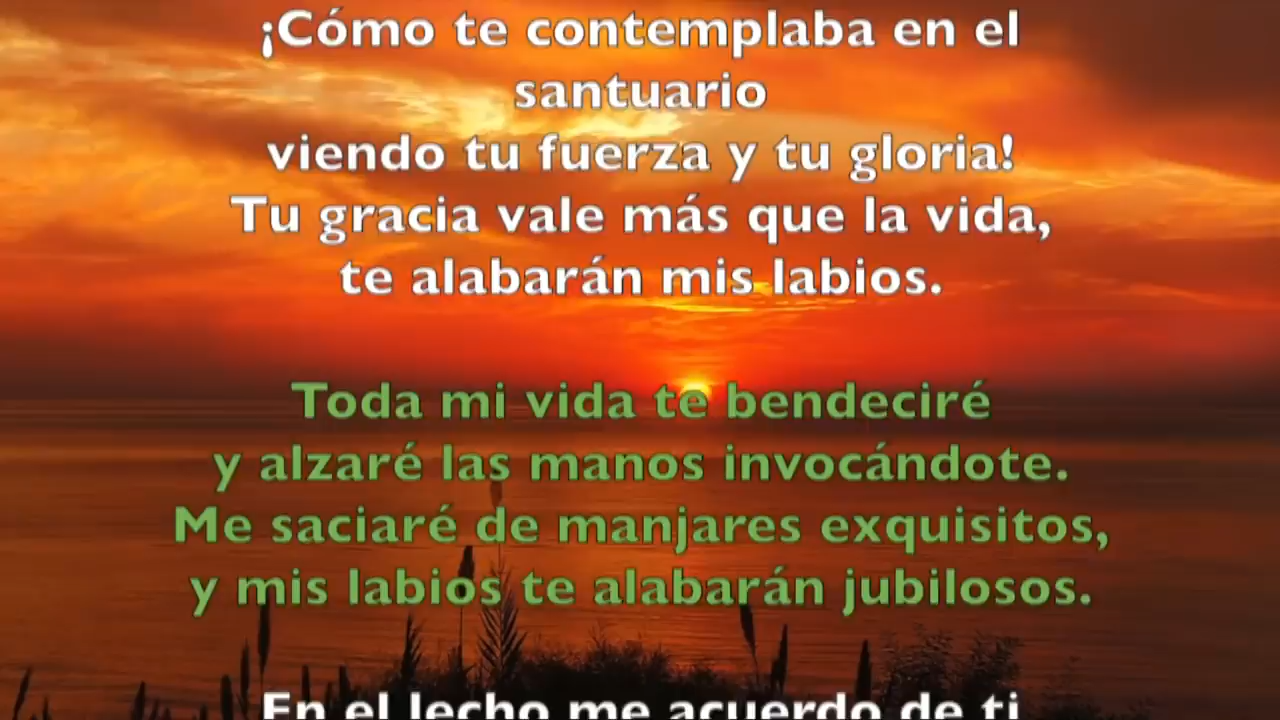 ¡Cómo te contemplaba en el
santuario
viendo tu fuerza y tu gloria!
Tu gracia vale más que la vida,
te alabarán mis labios.
Toda mi vida te bendeciré
y alzaré las manos invocándote.
Me saciaré de manjares exquisitos,
y mis labios te alabarán jubilosos.
En el lecho me acuerdo de ti